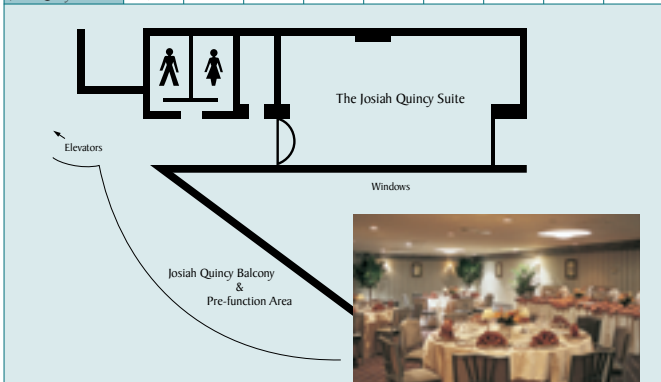 The Josiah Quincy Suite
Elevators
Windows
Josiah Quincy Balcony
&
Pre-function Area